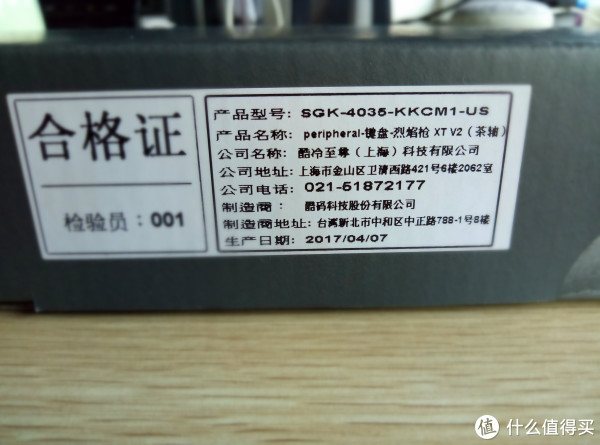 合格证
检验员：001
产品型号：SGK-4035-KKCM1-US
产品名称：peripheral-键盘-烈焰枪 XT V2（茶轴）
公司名称：酷冷至尊（上海）科技有限公司
公司地址：上海市金山区卫清西路421号6楼2062室
公司电话：021-51872177
制造商：酷码科技股份有限公司
制造商地址：台湾新北市中和区中正路788-1号8楼
生产日期：2017/04/07
值 什么值得买